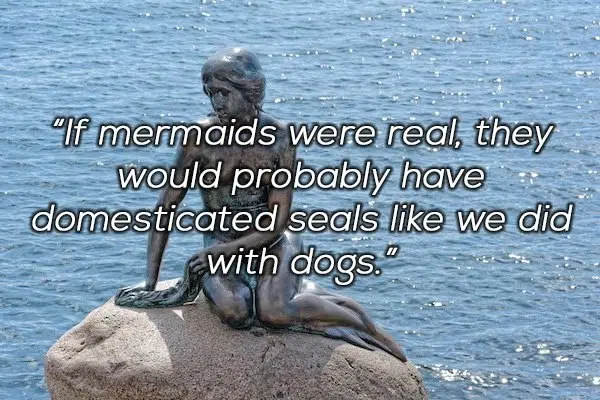 “If mermaids were real, they
would probably have
domesticated seals like we did
with dogs.”